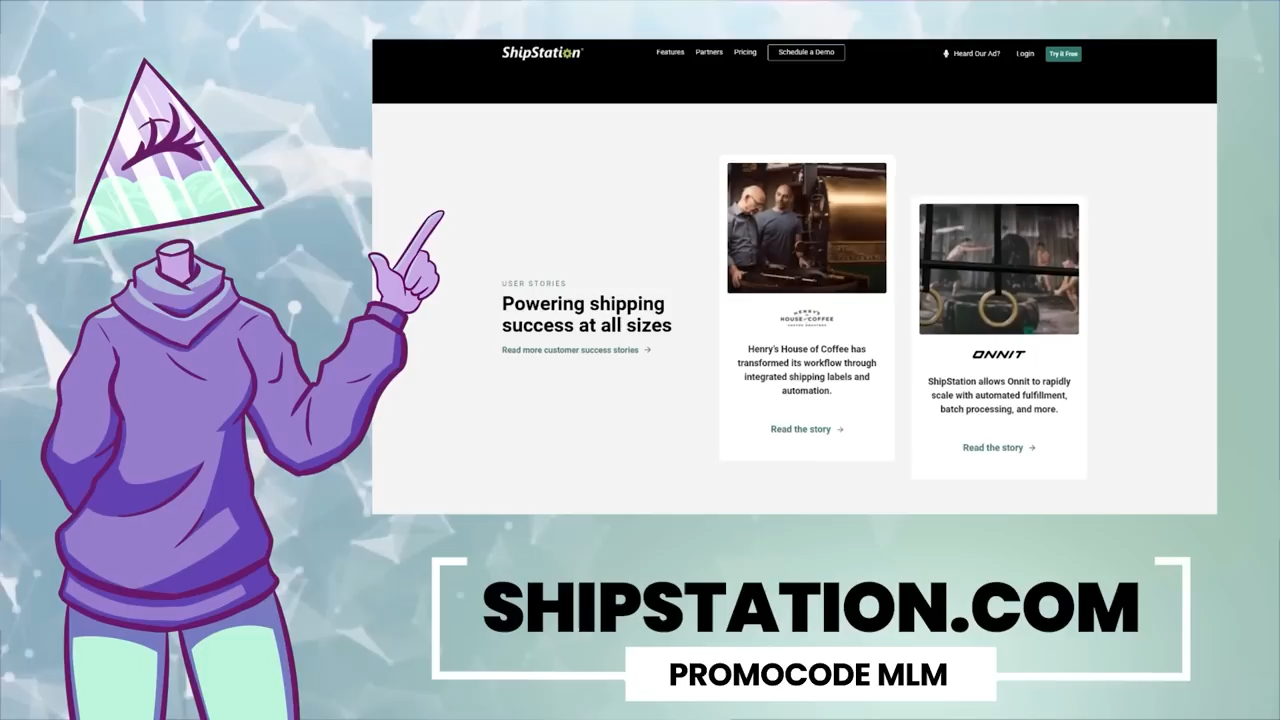 ShipStation
Features Partners Pricing Schedule a Demo Heard Our Ad? Login Try it Free
USER STORIES
Powering shipping
success at all sizes
Read more customer success stories →
HENRY'S
HOUSE OF COFFEE
COFFEE ROASTERS
Henry's House of Coffee has
transformed its workflow through
integrated shipping labels and
automation.
Read the story →
ONNIT
ShipStation allows Onnit to rapidly
scale with automated fulfillment,
batch processing, and more.
Read the story →
SHIPSTATION.COM
PROMOCODE MLM